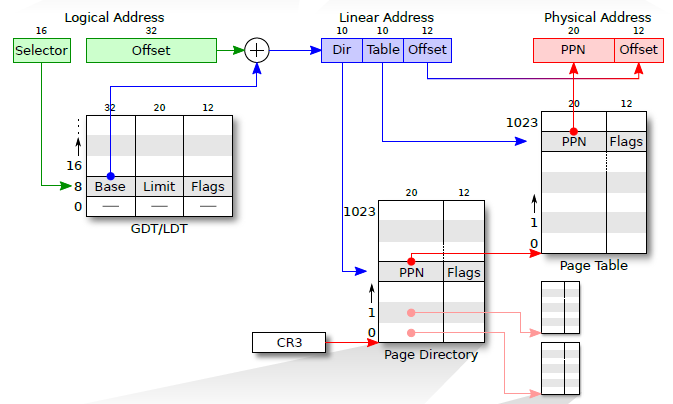 Logical Address
Linear Address
Physical Address
16
32
10
10
12
20
12
Selector
Offset
+
Dir
Table
Offset
PPN
Offset
32
20
12
20
12
1023
PPN
Flags
16
8
Base
Limit
Flags
0
GDT/LDT
20
12
1023
1
0
Page Table
PPN
Flags
1
0
CR3
Page Directory